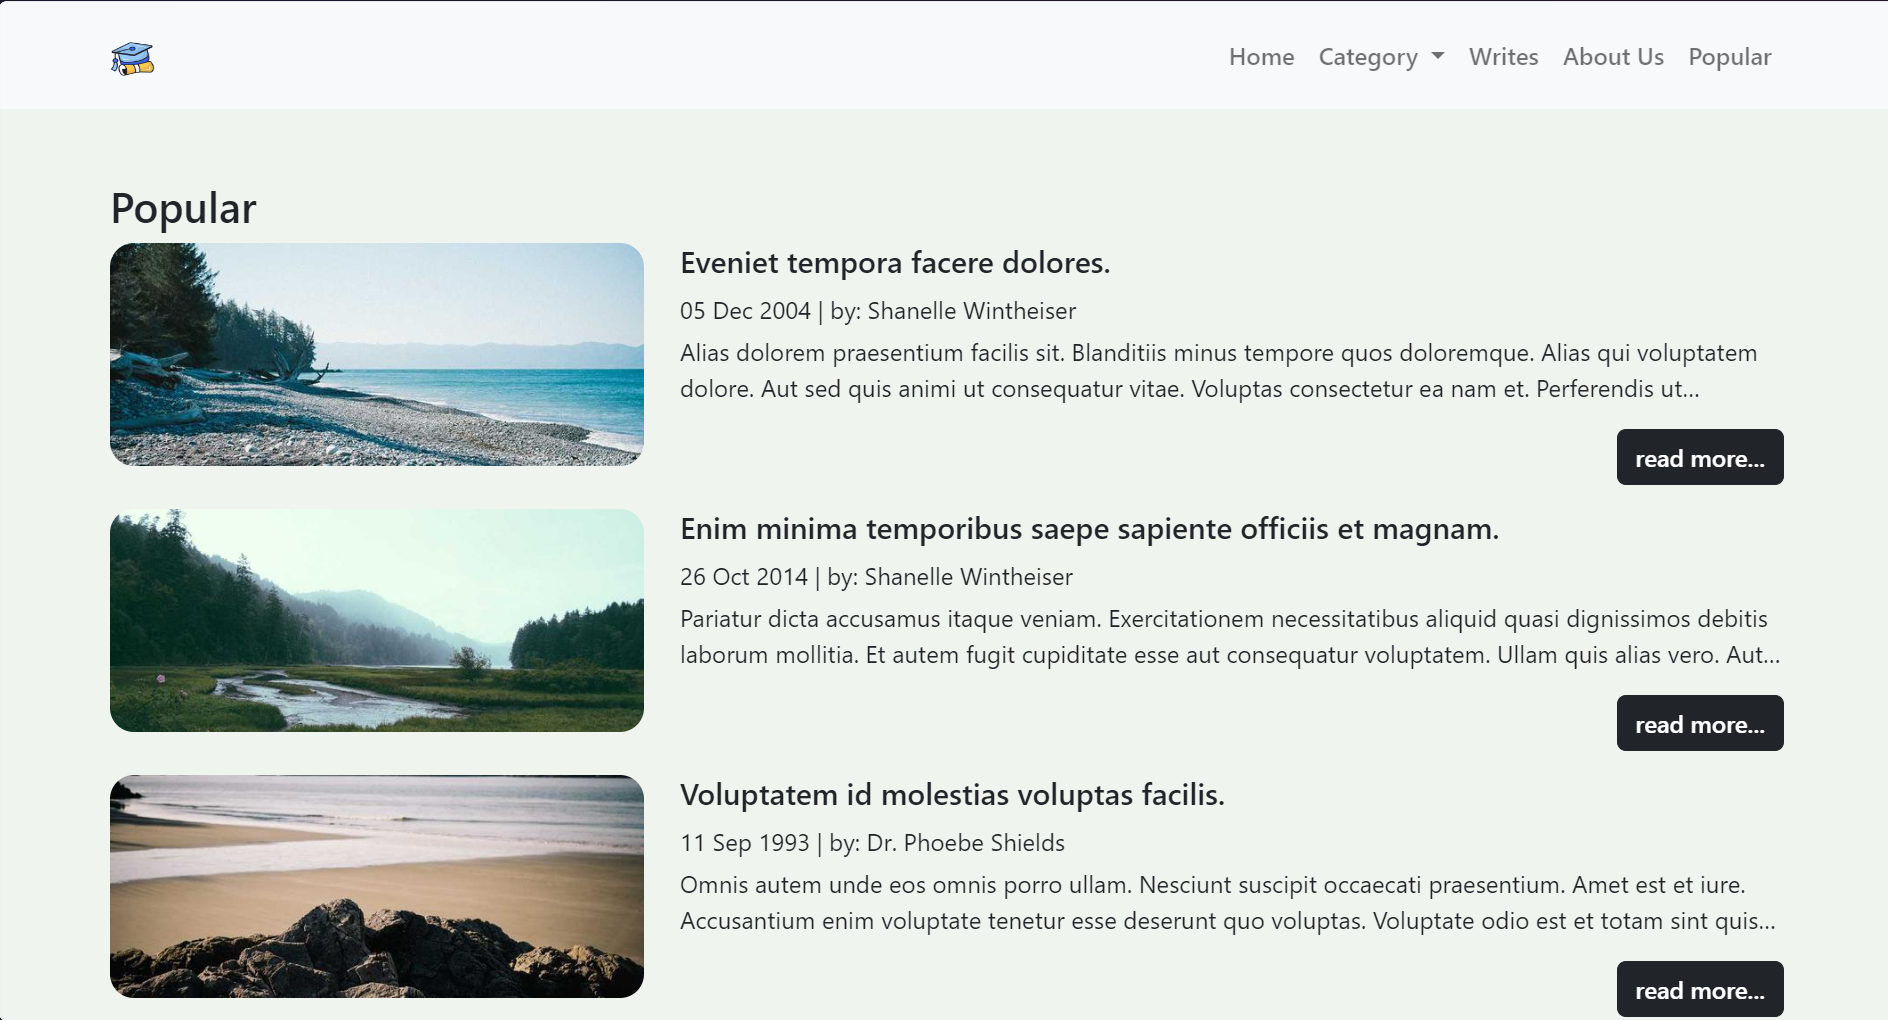 Home Category Writes About Us Popular
Popular
Eveniet tempora facere dolores.
05 Dec 2004 | by: Shanelle Wintheiser
Alias dolorem praesentium facilis sit. Blanditiis minus tempore quos doloremque. Alias qui voluptatem
dolore. Aut sed quis animi ut consequatur vitae. Voluptas consectetur ea nam et. Perferendis ut...
read more...
Enim minima temporibus saepe sapiente officiis et magnam.
26 Oct 2014 | by: Shanelle Wintheiser
Pariatur dicta accusamus itaque veniam. Exercitationem necessitatibus aliquid quasi dignissimos debitis
laborum mollitia. Et autem fugit cupiditate esse aut consequatur voluptatem. Ullam quis alias vero. Aut...
read more...
Voluptatem id molestias voluptas facilis.
11 Sep 1993 | by: Dr. Phoebe Shields
Omnis autem unde eos omnis porro ullam. Nesciunt suscipit occaecati praesentium. Amet est et iure.
Accusantium enim voluptate tenetur esse deserunt quo voluptas. Voluptate odio est et totam sint quis...
read more...